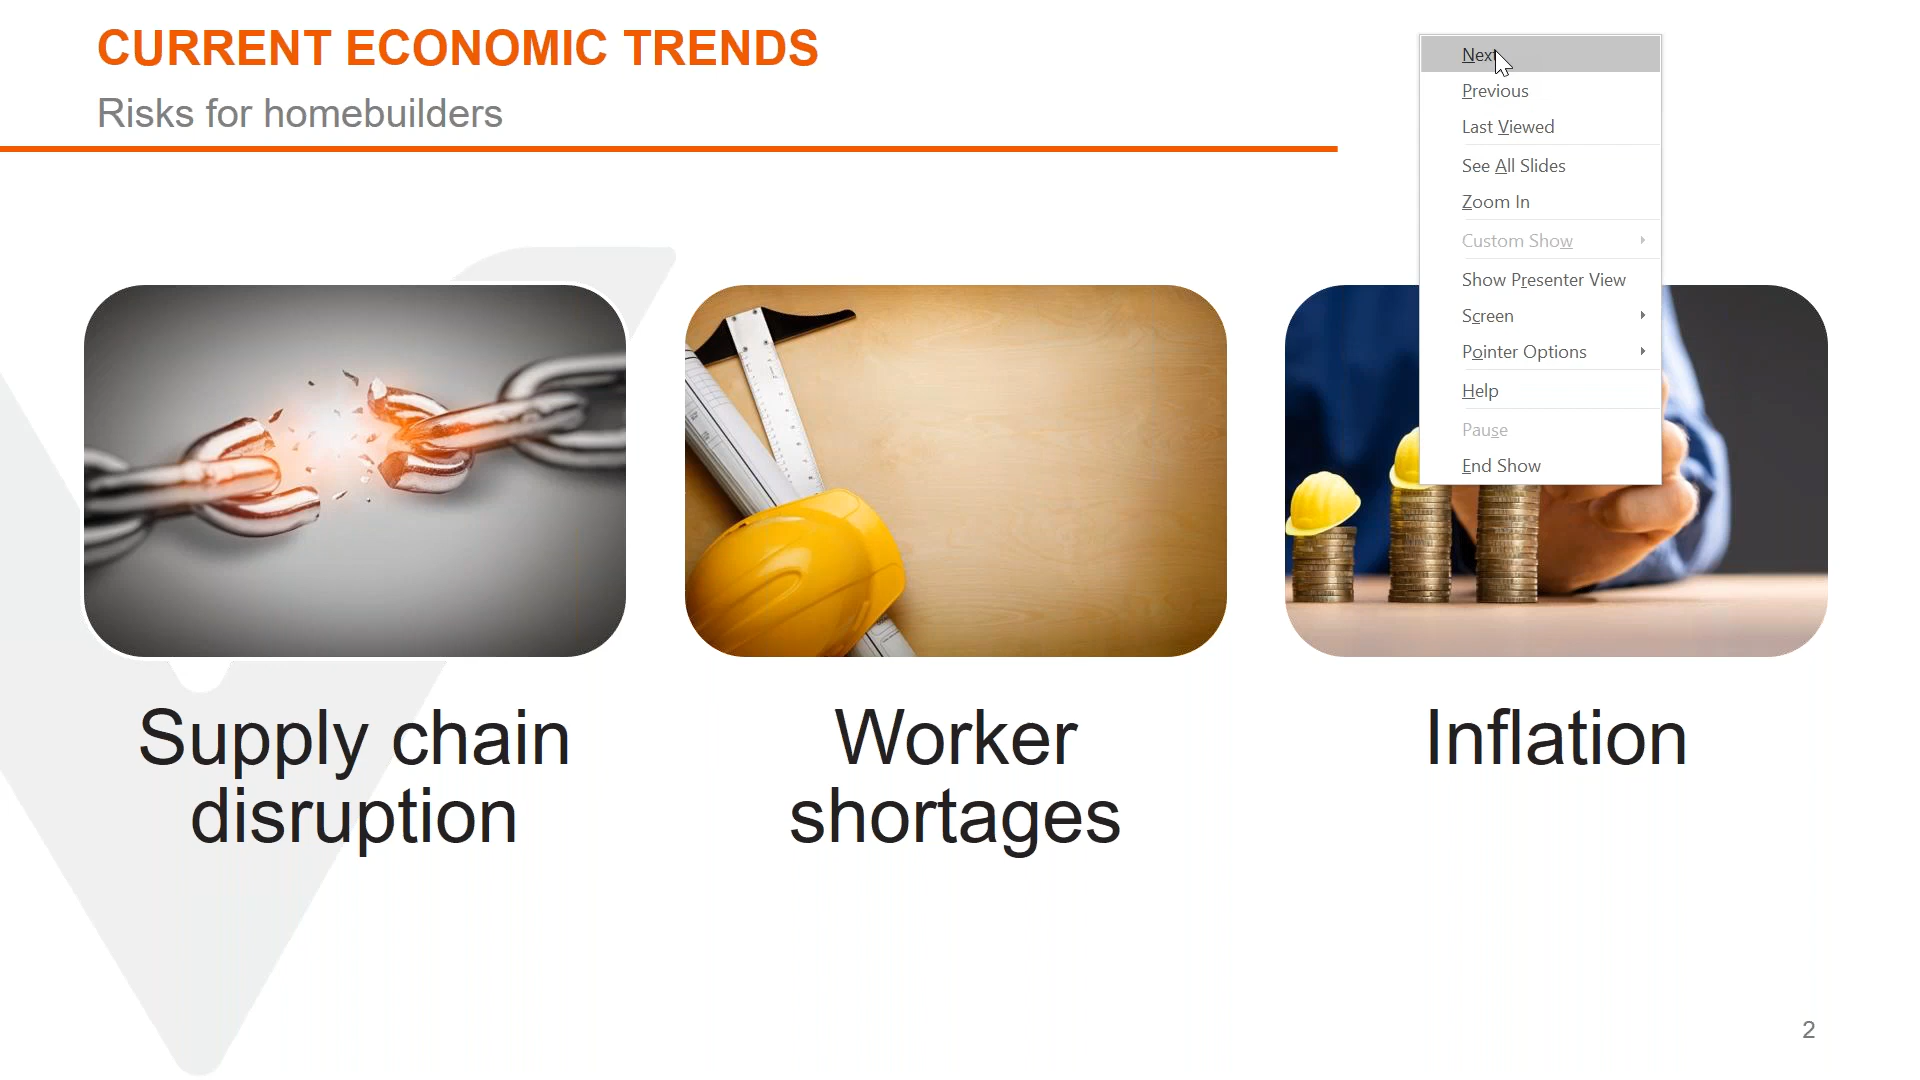 CURRENT ECONOMIC TRENDS
Risks for homebuilders
Next
Previous
Last Viewed
See All Slides
Zoom In
Custom Show
Show Presenter View
Screen
Pointer Options
Help
Pause
End Show
Supply chain
disruption
Worker
shortages
Inflation
2